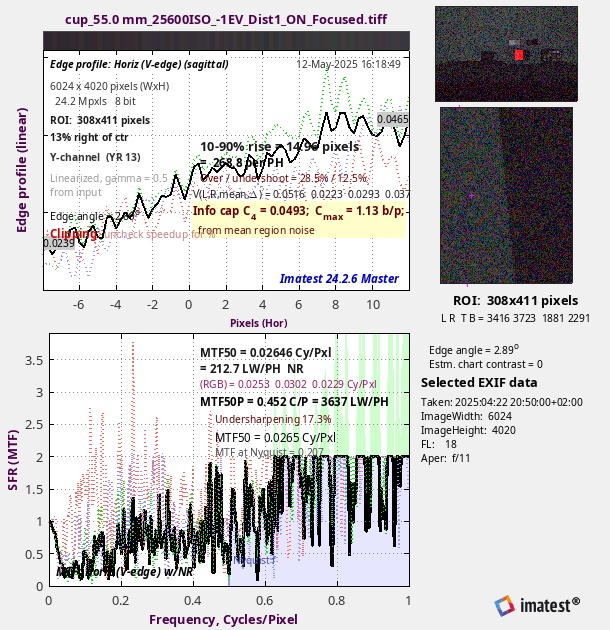 cup_55.0 mm_25600ISO_-1EV_Dist1_ON_Focused.tiff
Edge profile: Horiz (V-edge) (sagittal)
12-May-2025 16:18:49
6024 x 4020 pixels (WxH)
24.2 Mpxls 8 bit
ROI: 308x411 pixels
13% right of ctr
Y-channel (YR 13)
Linearized, gamma = 0.5
from input
Edge angle = 2.89º
Clipping: uncheck speedup for %
0.0239
0.0465
10-90% rise = 14.96 pixels
= 268.8 per PH
Over / undershoot = 28.5% / 12.5%
V(L,R,mean,Δ) = 0.0516 0.0223 0.0293 0.037
Info cap C4 = 0.0493; Cmax = 1.13 b/p;
from mean region noise
Imatest 24.2.6 Master
Edge profile (linear)
-6 -4 -2 0 2 4 6 8 10
Pixels (Hor)
MTF50 = 0.02646 Cy/Pxl
= 212.7 LW/PH NR
(RGB) = 0.0253 0.0302 0.0229 Cy/Pxl
MTF50P = 0.452 C/P = 3637 LW/PH
Undersharpening 17.3%
MTF50 = 0.0265 Cy/Pxl
MTF at Nyquist = 0.207
Nyquist↑
(V-edge) w/NR
SFR (MTF)
3.5
3
2.5
2
1.5
1
0.5
0
0 0.2 0.4 0.6 0.8 1
Frequency, Cycles/Pixel
ROI: 308x411 pixels
L R T B = 3416 3723 1881 2291
Edge angle = 2.89º
Estm. chart contrast = 0
Selected EXIF data
Taken: 2025:04:22 20:50:00+02:00
ImageWidth: 6024
ImageHeight: 4020
FL: 18
Aper: f/11
imatest®